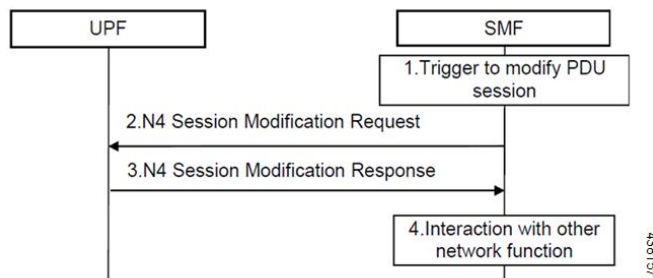 UPF
SMF
1.Trigger to modify PDU
session
2.N4 Session Modification Request
3.N4 Session Modification Response
4.Interaction with other
network function